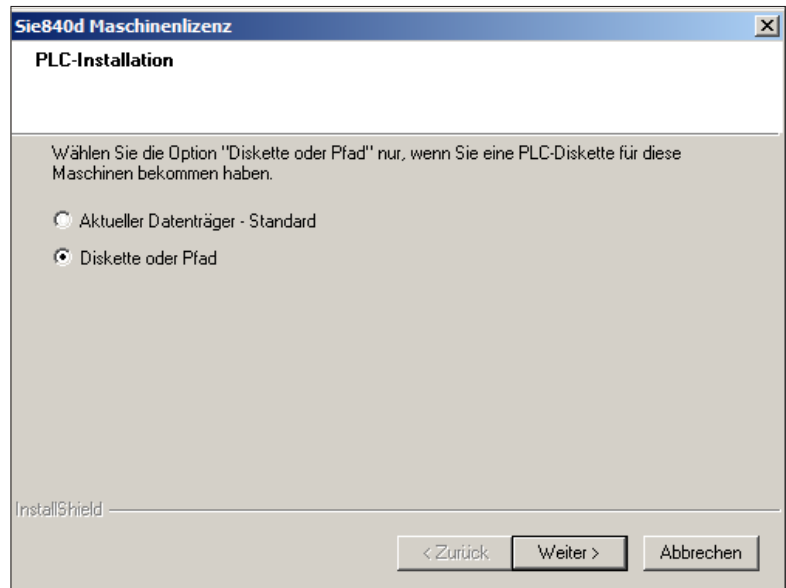 Sie840d Maschinenlizenz
PLC-Installation
Wählen Sie die Option "Diskette oder Pfad" nur, wenn Sie eine PLC-Diskette für diese
Maschinen bekommen haben.
Aktueller Datenträger - Standard
Diskette oder Pfad
InstallShield
< Zurück
Weiter >
Abbrechen